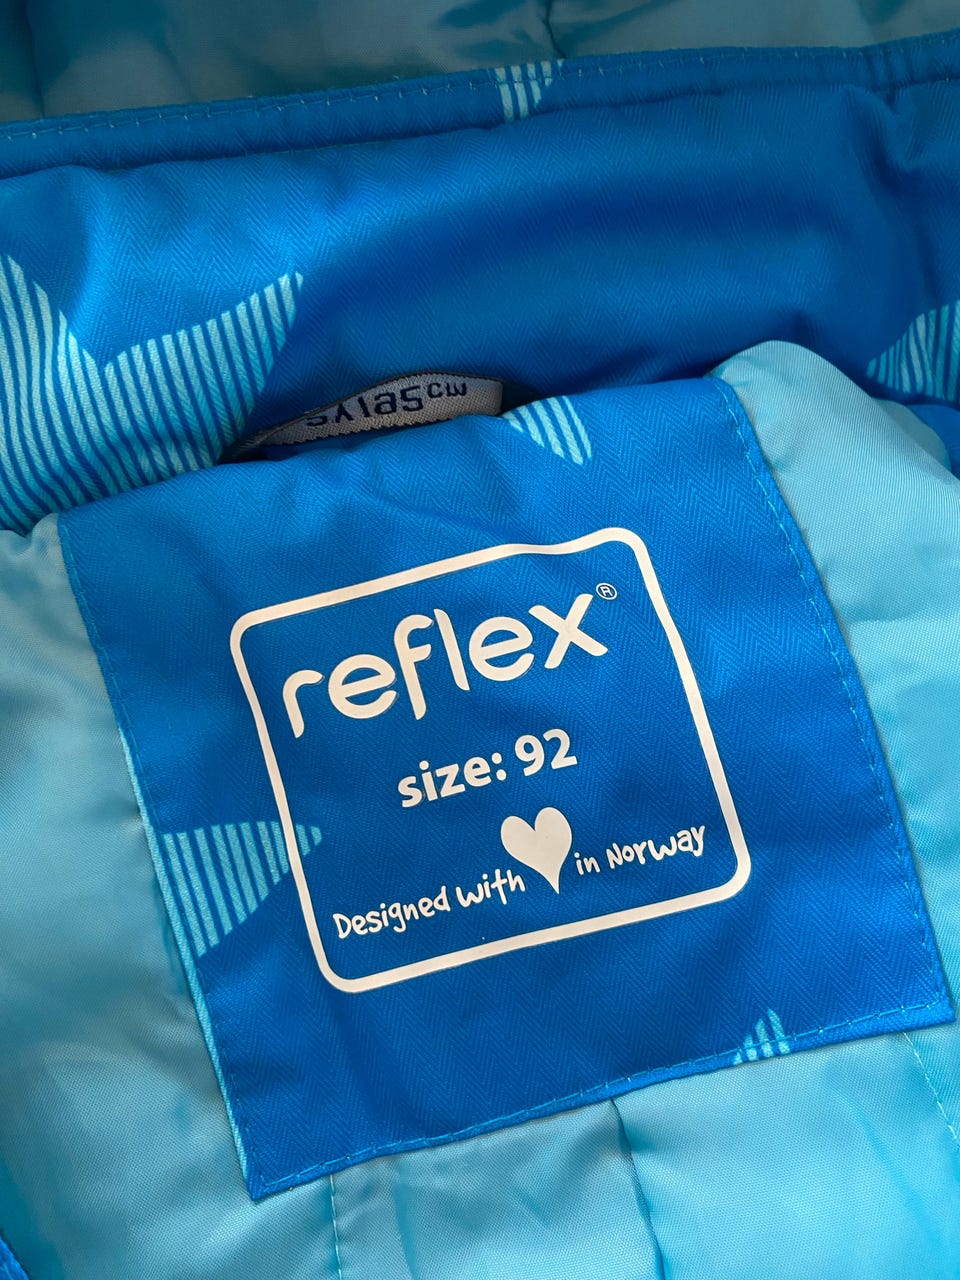 reflex®
size: 92
Designed with in Norway